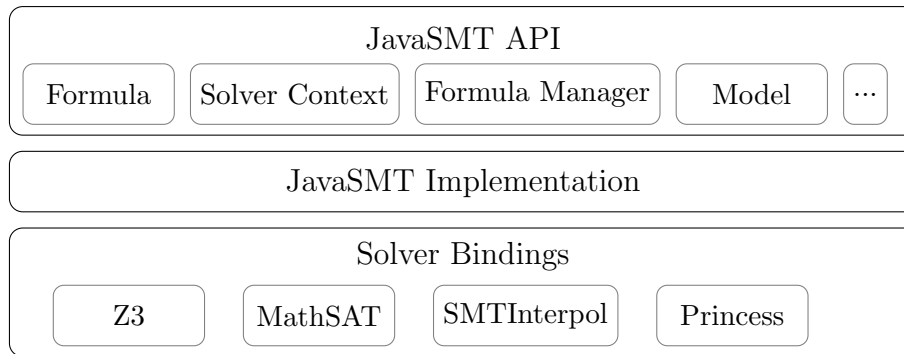 JavaSMT API
Formula Solver Context Formula Manager Model ...
JavaSMT Implementation
Solver Bindings
Z3 MathSAT SMTInterpol Princess